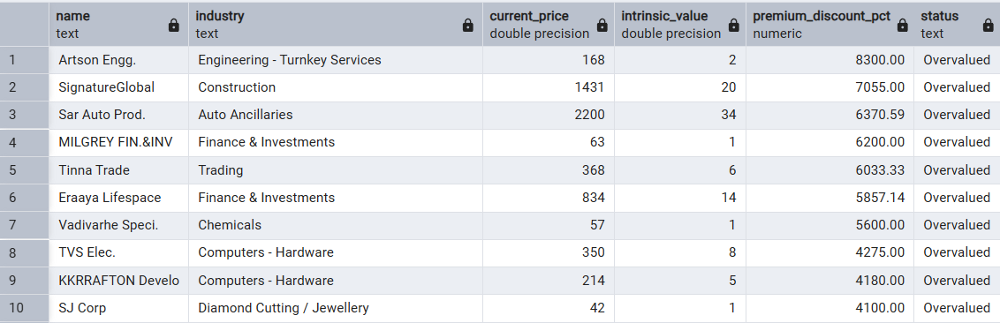 name industry current_price intrinsic_value premium_discount_pct status
text text double precision double precision numeric text
1 Artson Engg. Engineering - Turnkey Services 168 2 8300.00 Overvalued
2 SignatureGlobal Construction 1431 20 7055.00 Overvalued
3 Sar Auto Prod. Auto Ancillaries 2200 34 6370.59 Overvalued
4 MILGREY FIN.&INV Finance & Investments 63 1 6200.00 Overvalued
5 Tinna Trade Trading 368 6 6033.33 Overvalued
6 Eraaya Lifespace Finance & Investments 834 14 5857.14 Overvalued
7 Vadivarhe Speci. Chemicals 57 1 5600.00 Overvalued
8 TVS Elec. Computers - Hardware 350 8 4275.00 Overvalued
9 KKRRAFTON Develo Computers - Hardware 214 5 4180.00 Overvalued
10 SJ Corp Diamond Cutting / Jewellery 42 1 4100.00 Overvalued